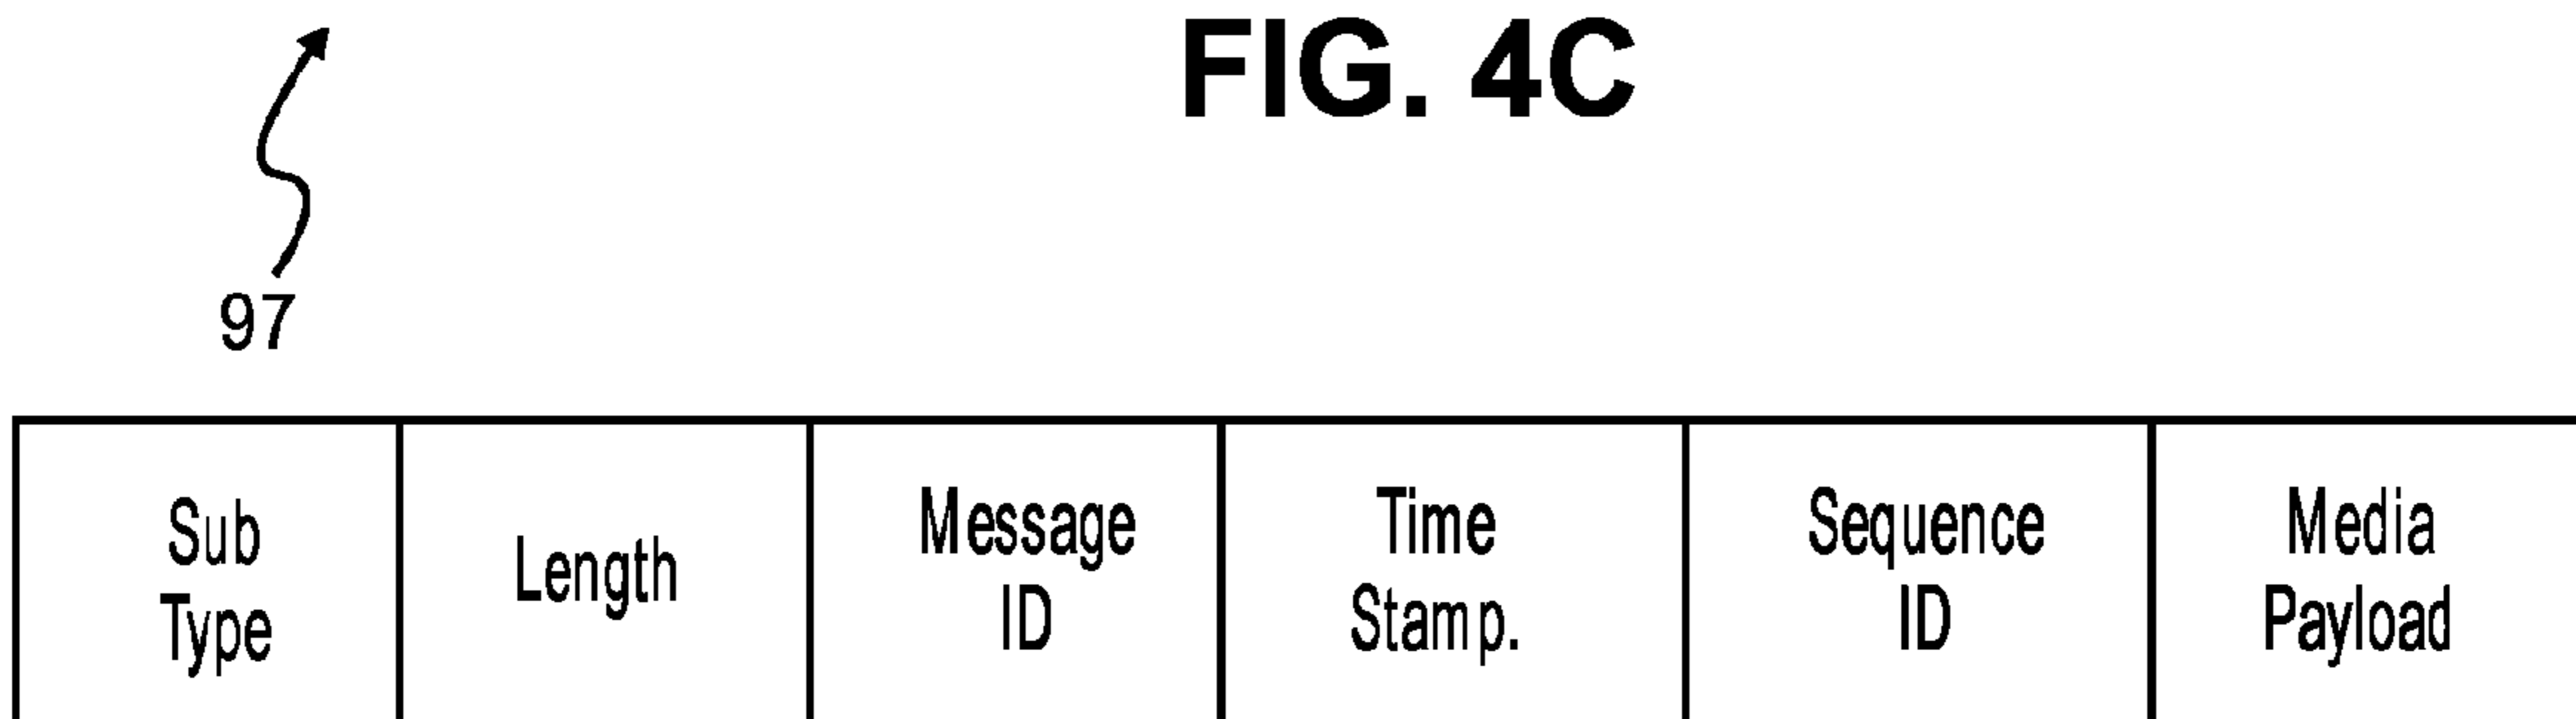 FIG. 4C
97
Sub
Type
Length
Message
ID
Time
Stamp.
Sequence
ID
Media
Payload